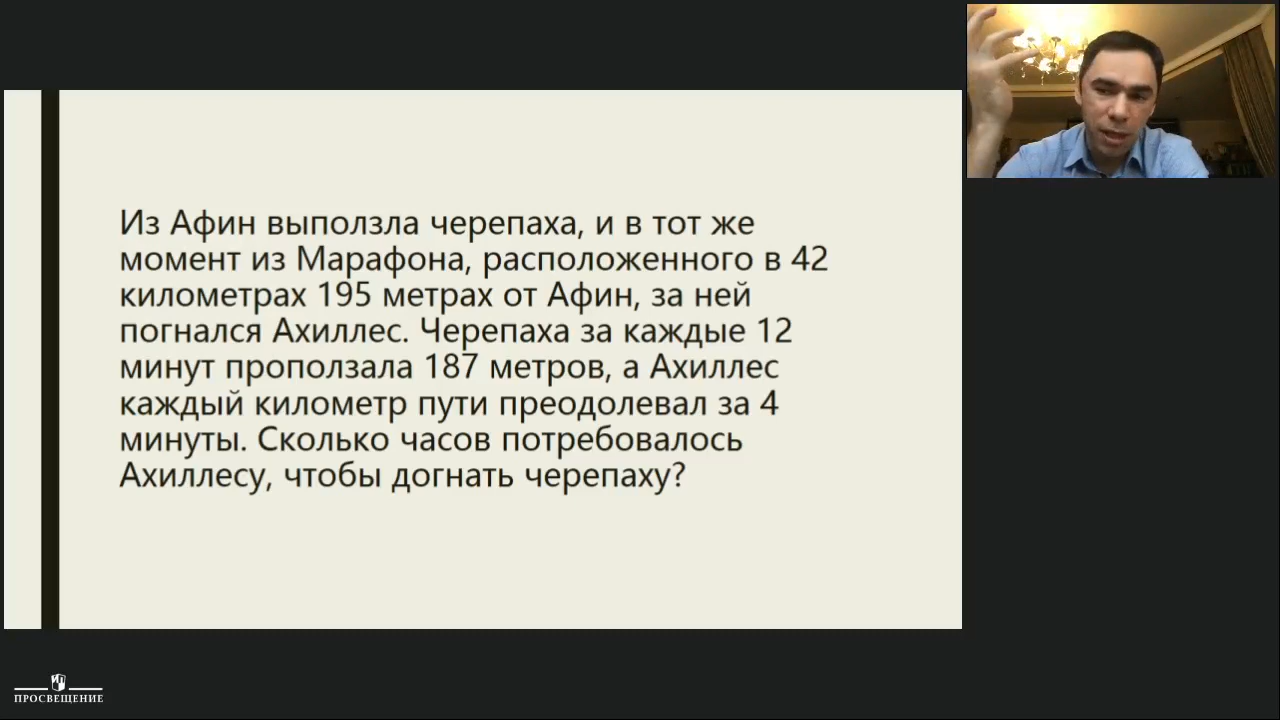 Из Афин выползла черепаха, и в тот же
момент из Марафона, расположенного в 42
километрах 195 метрах от Афин, за ней
погнался Ахиллес. Черепаха за каждые 12
минут проползала 187 метров, а Ахиллес
каждый километр пути преодолевал за 4
минуты. Сколько часов потребовалось
Ахиллесу, чтобы догнать черепаху?
ПРОСВЕЩЕНИЕ